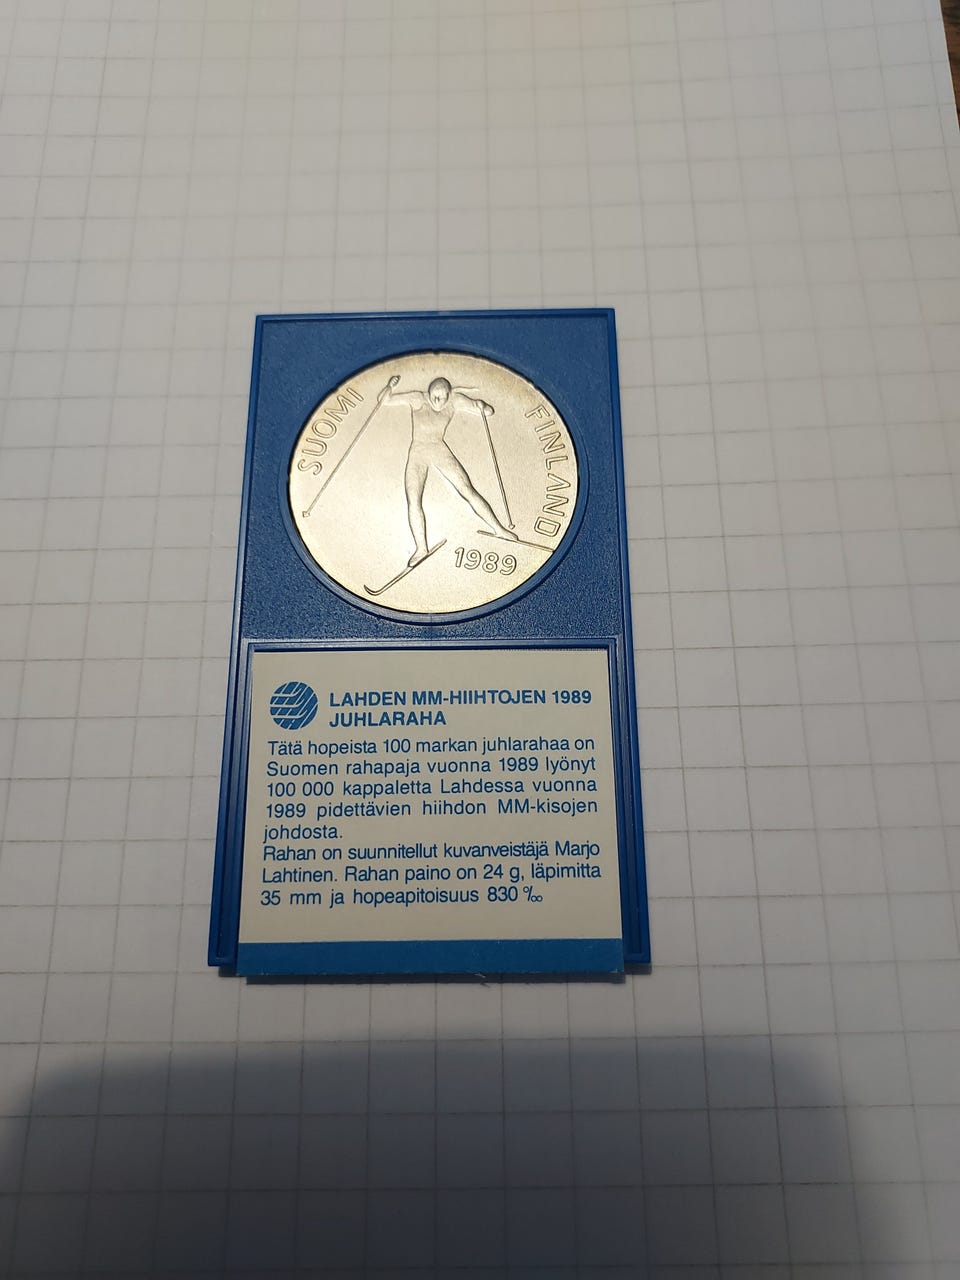 SUOMI
FINLAND
1989
LAHDEN MM-HIIHTOJEN 1989
JUHLARAHA
Tätä hopeista 100 markan juhlarahaa on
Suomen rahapaja vuonna 1989 lyönyt
100 000 kappaletta Lahdessa vuonna
1989 pidettävien hiihdon MM-kisojen
johdosta.
Rahan on suunnitellut kuvanveistäjä Marjo
Lahtinen. Rahan paino on 24 g, läpimitta
35 mm ja hopeapitoisuus 830 ‰